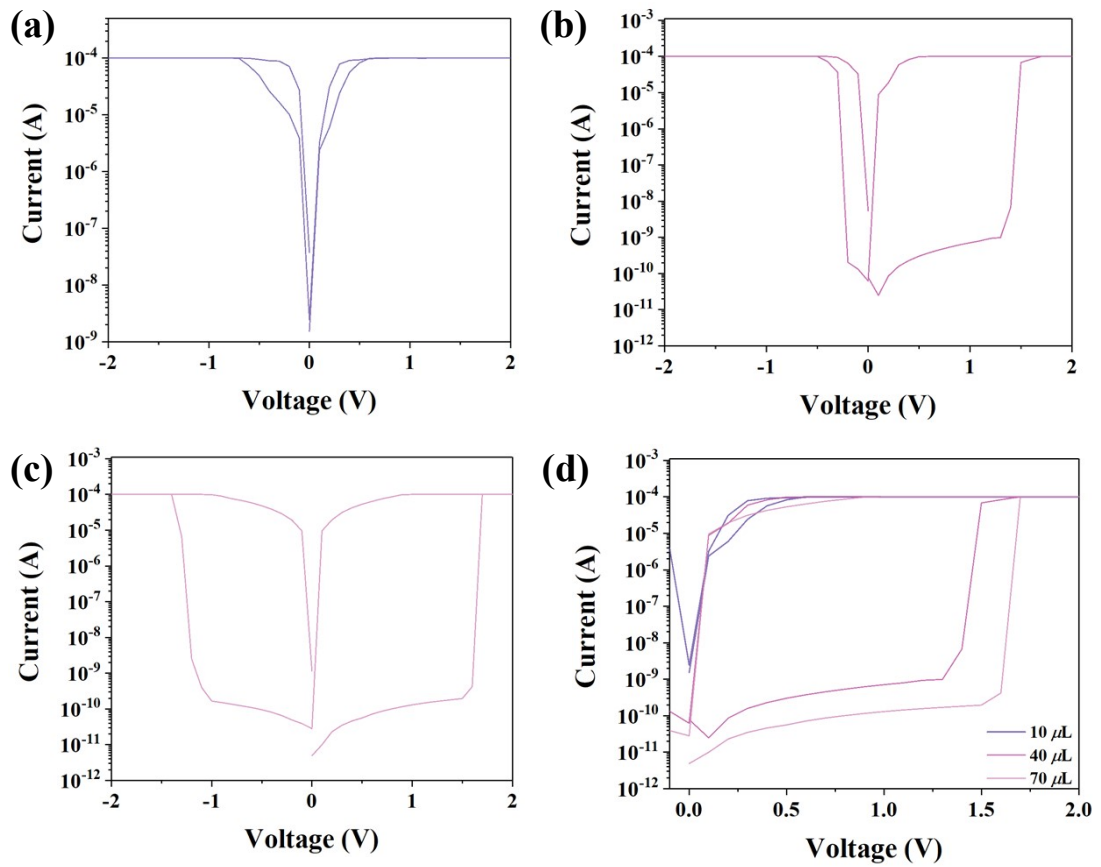 (a)
10⁻⁴
10⁻⁵
10⁻⁶
10⁻⁷
10⁻⁸
10⁻⁹
Current (A)
-2 -1 0 1 2
Voltage (V)
(b)
10⁻³
10⁻⁴
10⁻⁵
10⁻⁶
10⁻⁷
10⁻⁸
10⁻⁹
10⁻¹⁰
10⁻¹¹
10⁻¹²
Current (A)
-2 -1 0 1 2
Voltage (V)
(c)
10⁻³
10⁻⁴
10⁻⁵
10⁻⁶
10⁻⁷
10⁻⁸
10⁻⁹
10⁻¹⁰
10⁻¹¹
10⁻¹²
Current (A)
-2 -1 0 1 2
Voltage (V)
(d)
10⁻³
10⁻⁴
10⁻⁵
10⁻⁶
10⁻⁷
10⁻⁸
10⁻⁹
10⁻¹⁰
10⁻¹¹
10⁻¹²
Current (A)
10 μL
40 μL
70 μL
0.0 0.5 1.0 1.5 2.0
Voltage (V)